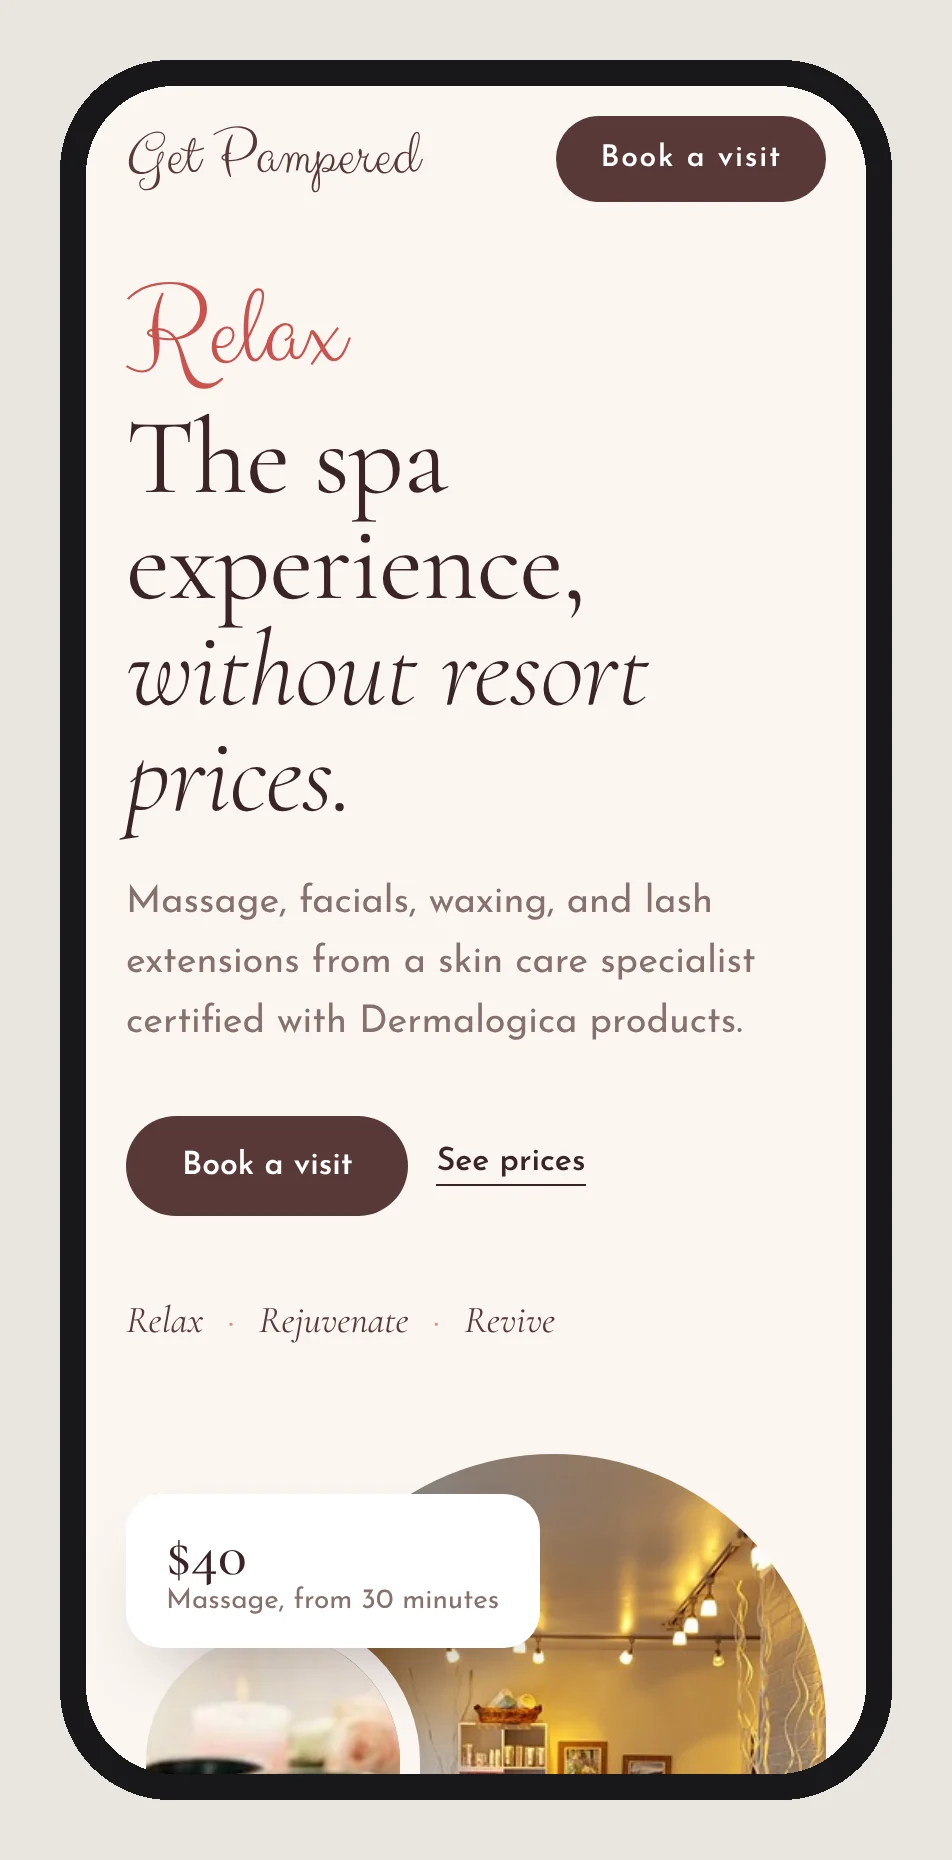 Get Pampered
Book a visit
Relax
The spa
experience,
without resort
prices.
Massage, facials, waxing, and lash
extensions from a skin care specialist
certified with Dermalogica products.
Book a visit
See prices
Relax · Rejuvenate · Revive
$40
Massage, from 30 minutes